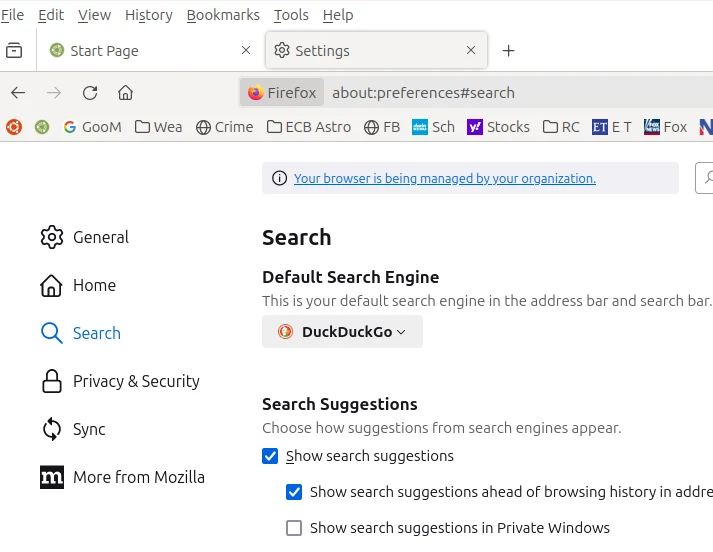 File Edit View History Bookmarks Tools Help
Start Page Settings
Firefox about:preferences#search
GooM Wea Crime ECB Astro FB Sch Stocks RC ET E T FOX NEWS Fox N
Your browser is being managed by your organization.
General
Home
Search
Privacy & Security
Sync
m More from Mozilla
Search
Default Search Engine
This is your default search engine in the address bar and search bar.
DuckDuckGo
Search Suggestions
Choose how suggestions from search engines appear.
Show search suggestions
Show search suggestions ahead of browsing history in addre
Show search suggestions in Private Windows